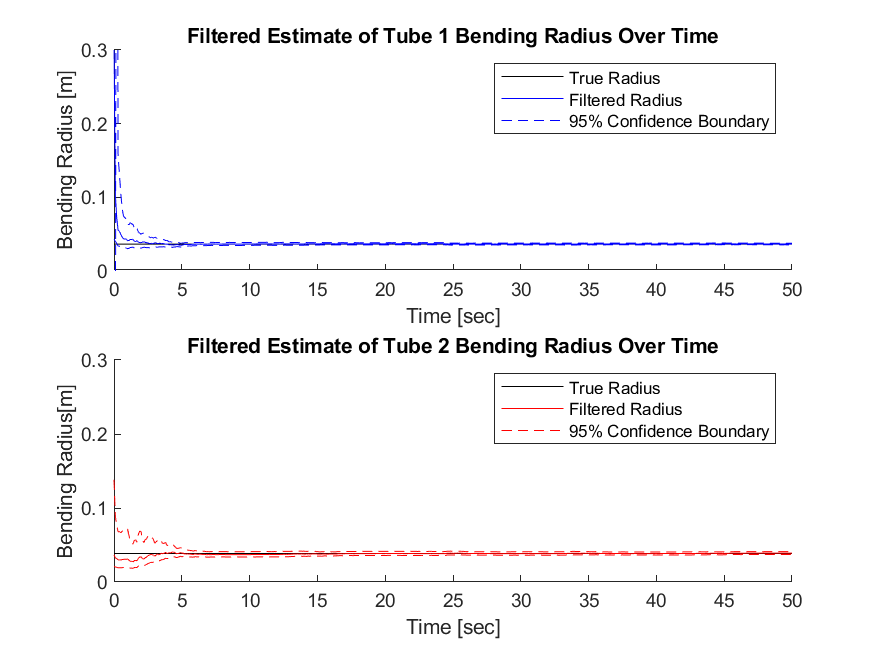 Filtered Estimate of Tube 1 Bending Radius Over Time
0.3
0.2
0.1
0
Bending Radius [m]
True Radius
Filtered Radius
95% Confidence Boundary
0 5 10 15 20 25 30 35 40 45 50
Time [sec]
Filtered Estimate of Tube 2 Bending Radius Over Time
0.3
0.2
0.1
0
Bending Radius[m]
True Radius
Filtered Radius
95% Confidence Boundary
0 5 10 15 20 25 30 35 40 45 50
Time [sec]